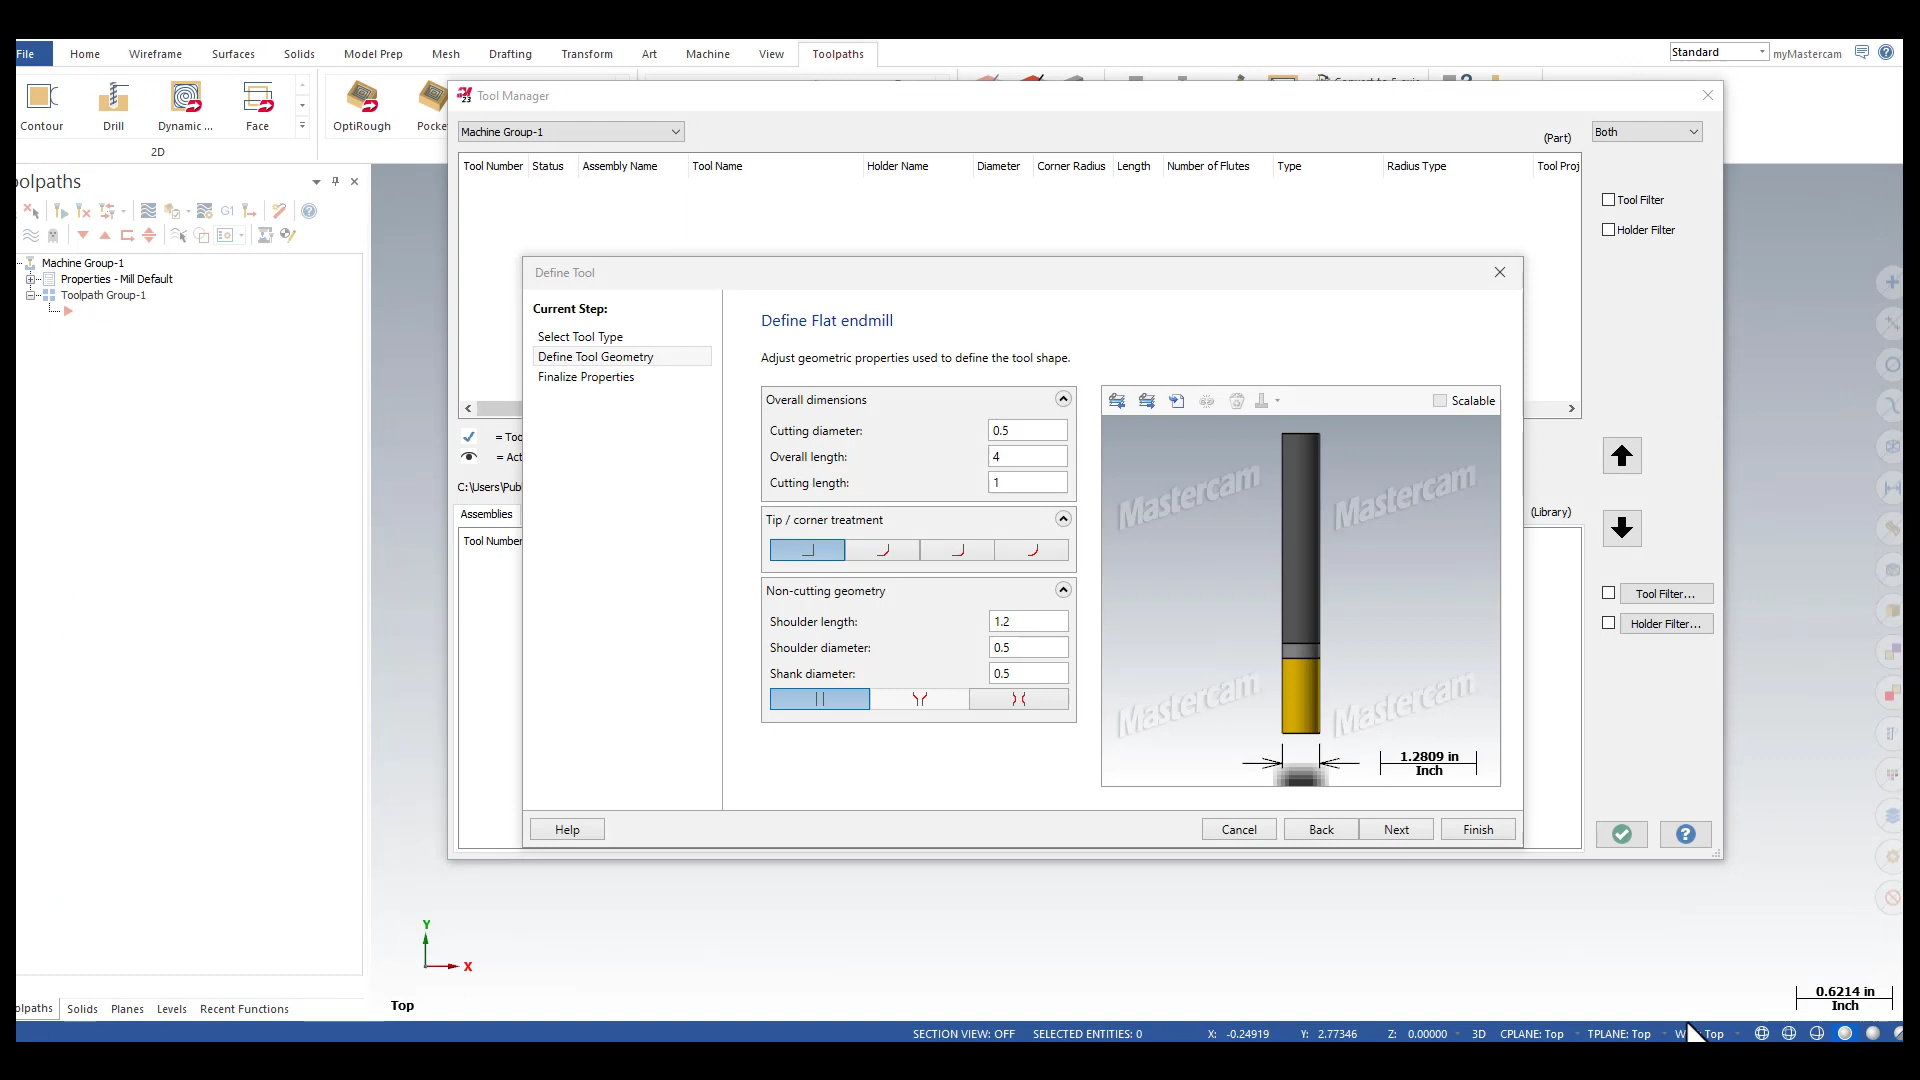 File Home Wireframe Surfaces Solids Model Prep Mesh Drafting Transform Art Machine View Toolpaths Standard myMastercam
Contour Drill Dynamic ... Face OptiRough
2D
Tool Manager
Machine Group-1
(Part) Both
Tool Number Status Assembly Name Tool Name Holder Name Diameter Corner Radius Length Number of Flutes Type Radius Type Tool Proj
Tool Filter
Holder Filter
oolpaths
G1
Machine Group-1
Properties - Mill Default
Toolpath Group-1
Define Tool
Current Step:
Select Tool Type
Define Tool Geometry
Finalize Properties
Define Flat endmill
Adjust geometric properties used to define the tool shape.
Overall dimensions
Cutting diameter: 0.5
Overall length: 4
Cutting length: 1
Tip / corner treatment
Non-cutting geometry
Shoulder length: 1.2
Shoulder diameter: 0.5
Shank diameter: 0.5
Scalable
Mastercam Mastercam
Mastercam Mastercam
1.2809 in
Inch
= Too
= Act
C:\Users\Pub
Assemblies
Tool Number
(Library)
Tool Filter...
Holder Filter...
Help Cancel Back Next Finish
Y
X
Top
0.6214 in
Inch
olpaths Solids Planes Levels Recent Functions
SECTION VIEW: OFF SELECTED ENTITIES: 0 X: -0.24919 Y: 2.77346 Z: 0.00000 3D CPLANE: Top TPLANE: Top W Top